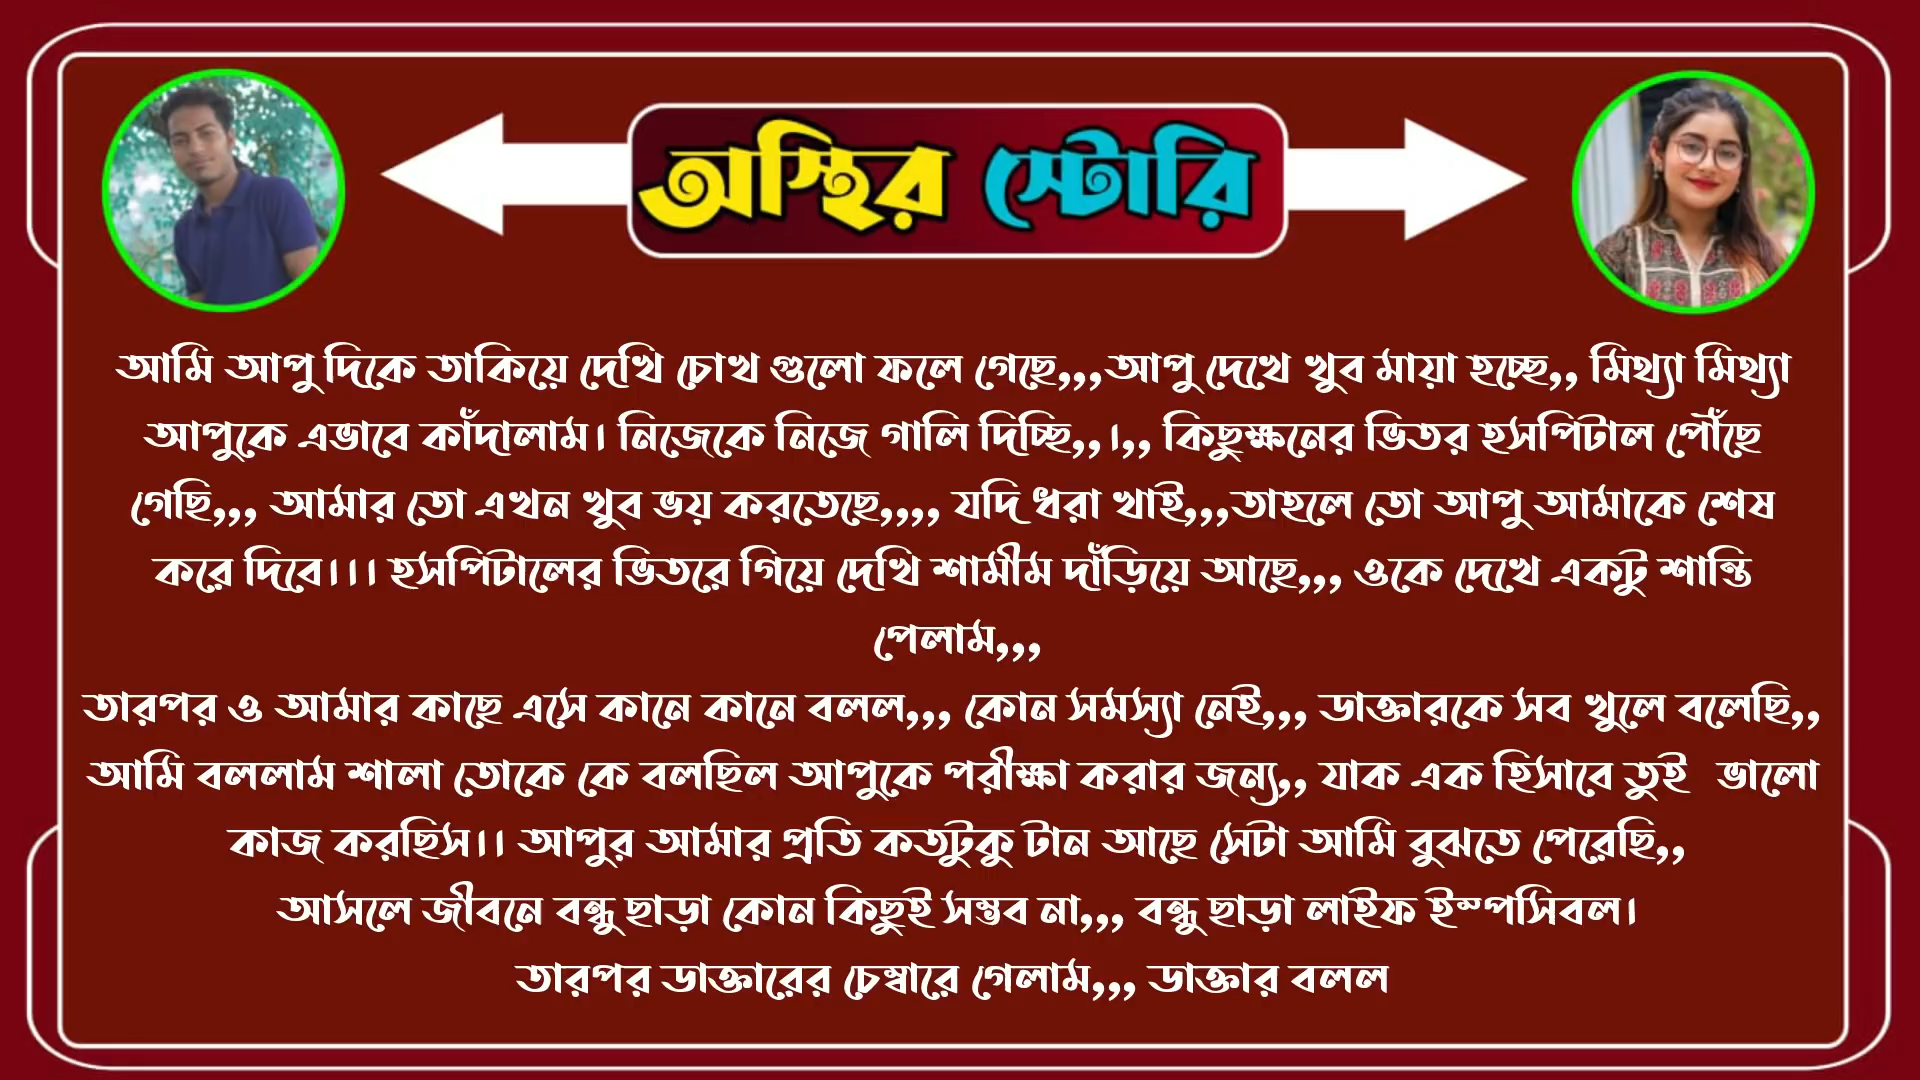 অস্থির স্টোরি
আমি আপু দিকে তাকিয়ে দেখি চোখ গুলো ফলে গেছে,,,আপু দেখে খুব মায়া হচ্ছে,, মিথ্যা মিথ্যা
আপুকে এভাবে কাঁদালাম। নিজেকে নিজে গালি দিচ্ছি,,।,, কিছুক্ষনের ভিতর হসপিটাল পৌঁছে
গেছি,,, আমার তো এখন খুব ভয় করতেছে,,,, যদি ধরা খাই,,,তাহলে তো আপু আমাকে শেষ
করে দিবে।।। হসপিটালের ভিতরে গিয়ে দেখি শামীম দাঁড়িয়ে আছে,,, ওকে দেখে একটু শান্তি
পেলাম,,,
তারপর ও আমার কাছে এসে কানে কানে বলল,,, কোন সমস্যা নেই,,, ডাক্তারকে সব খুলে বলেছি,,
আমি বললাম শালা তোকে কে বলছিল আপুকে পরীক্ষা করার জন্য,, যাক এক হিসাবে তুই ভালো
কাজ করছিস।। আপুর আমার প্রতি কতটুকু টান আছে সেটা আমি বুঝতে পেরেছি,,
আসলে জীবনে বন্ধু ছাড়া কোন কিছুই সম্ভব না,,, বন্ধু ছাড়া লাইফ ইম্পসিবল।
তারপর ডাক্তারের চেম্বারে গেলাম,,, ডাক্তার বলল